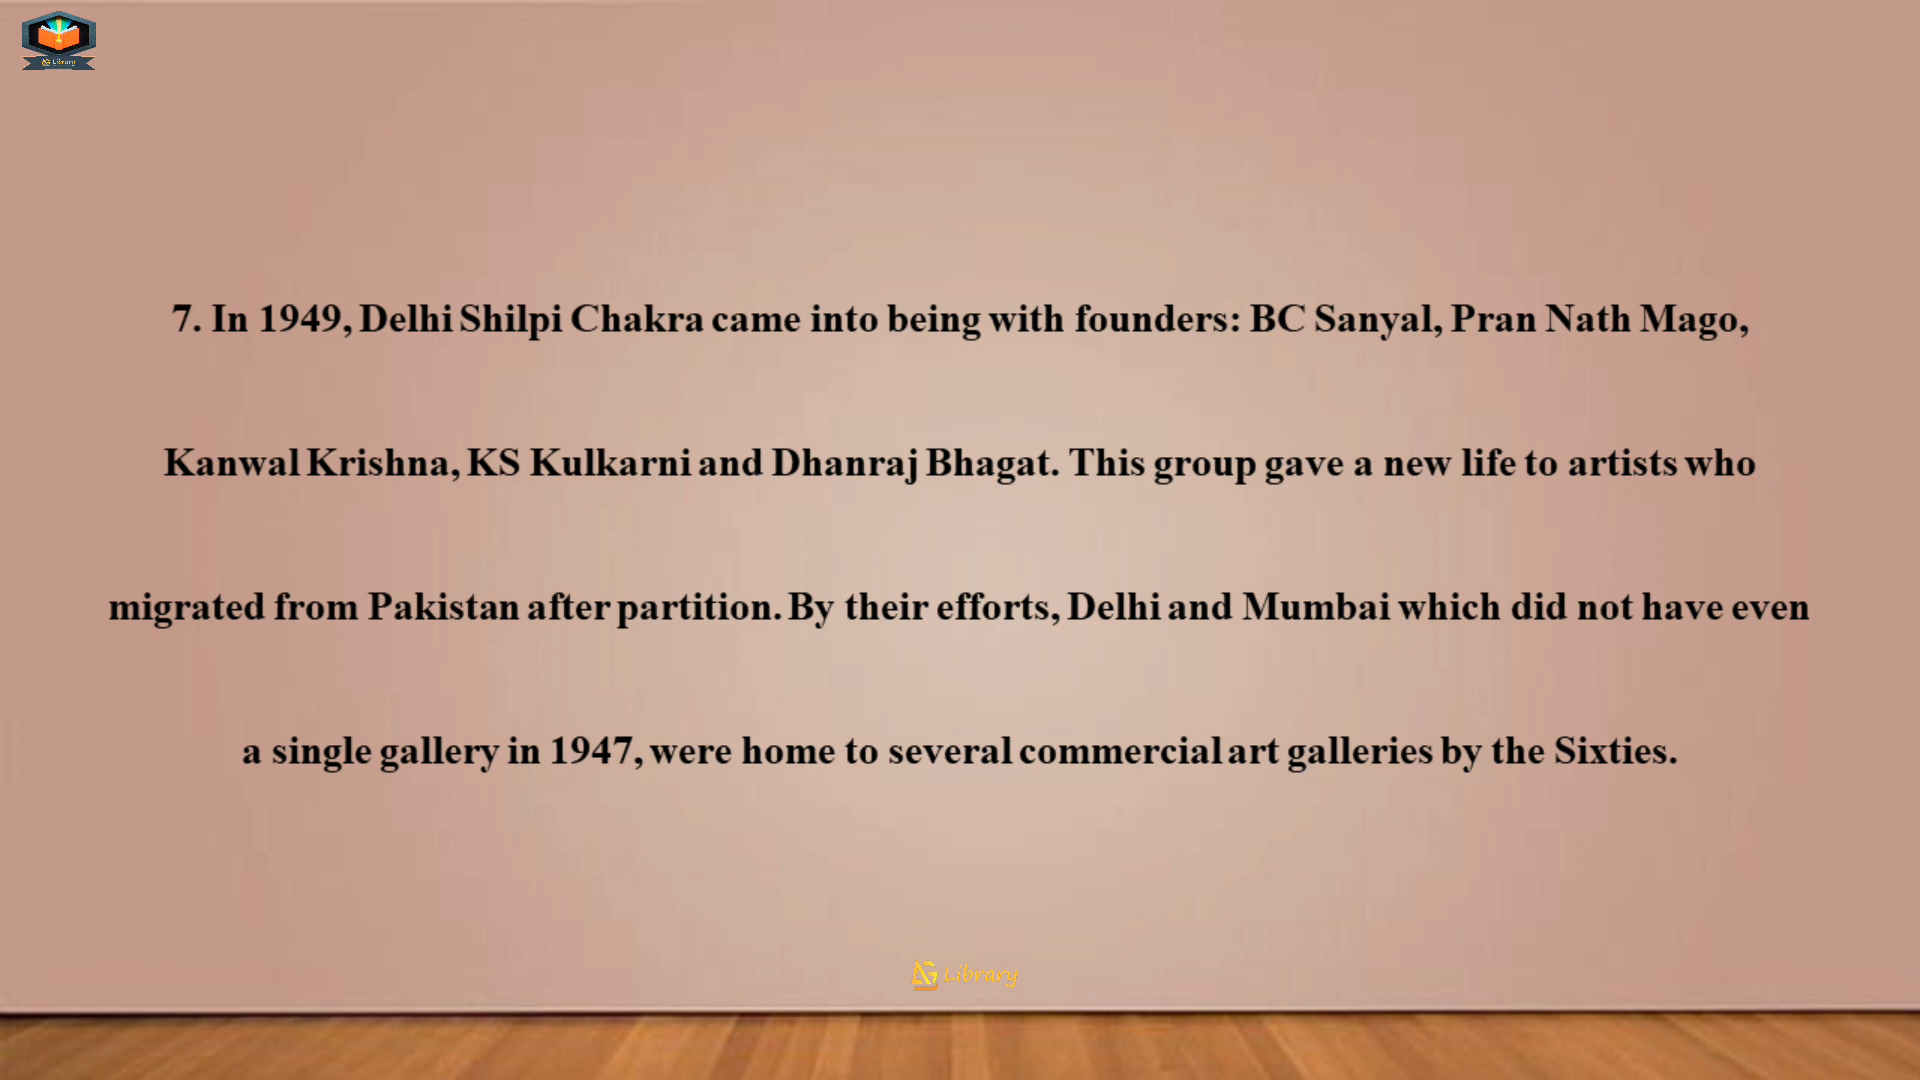 AG Library
7. In 1949, Delhi Shilpi Chakra came into being with founders: BC Sanyal, Pran Nath Mago,
Kanwal Krishna, KS Kulkarni and Dhanraj Bhagat. This group gave a new life to artists who
migrated from Pakistan after partition. By their efforts, Delhi and Mumbai which did not have even
a single gallery in 1947, were home to several commercial art galleries by the Sixties.
AG Library